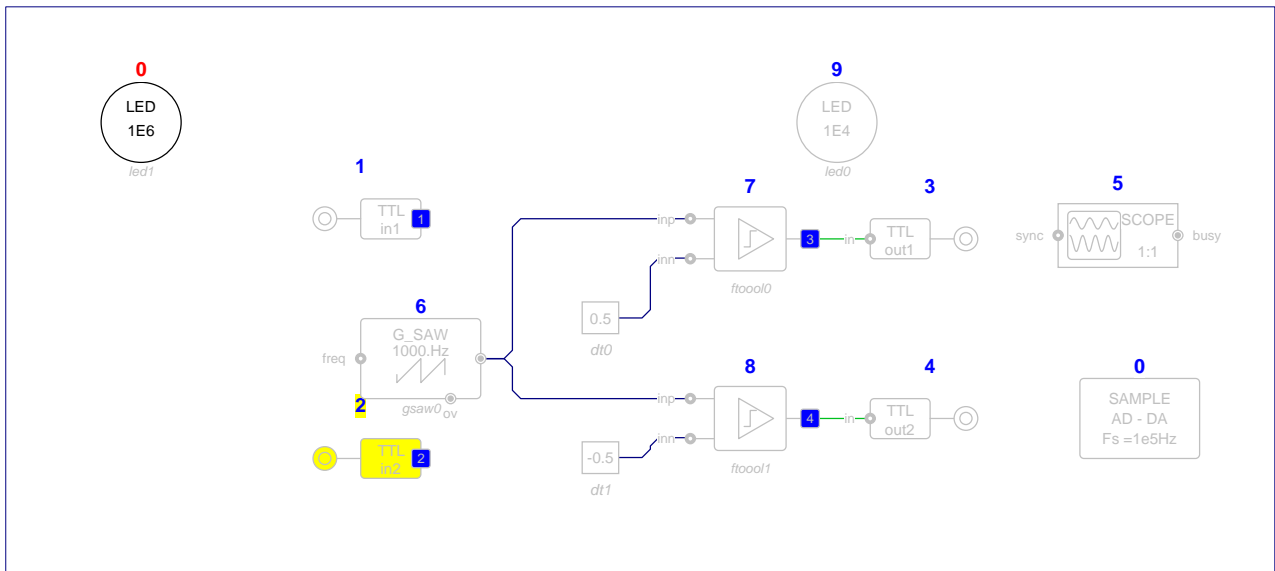 0
LED
1E6
led1
9
LED
1E4
led0
1
TTL
in1
1
7
inp
inn
ftoool0
3
in
3
TTL
out1
5
sync
SCOPE
1:1
busy
6
G_SAW
1000.Hz
freq
gsaw0
ov
0.5
dt0
2
TTL
in2
2
8
inp
inn
ftoool1
4
in
4
TTL
out2
-0.5
dt1
0
SAMPLE
AD - DA
Fs =1e5Hz